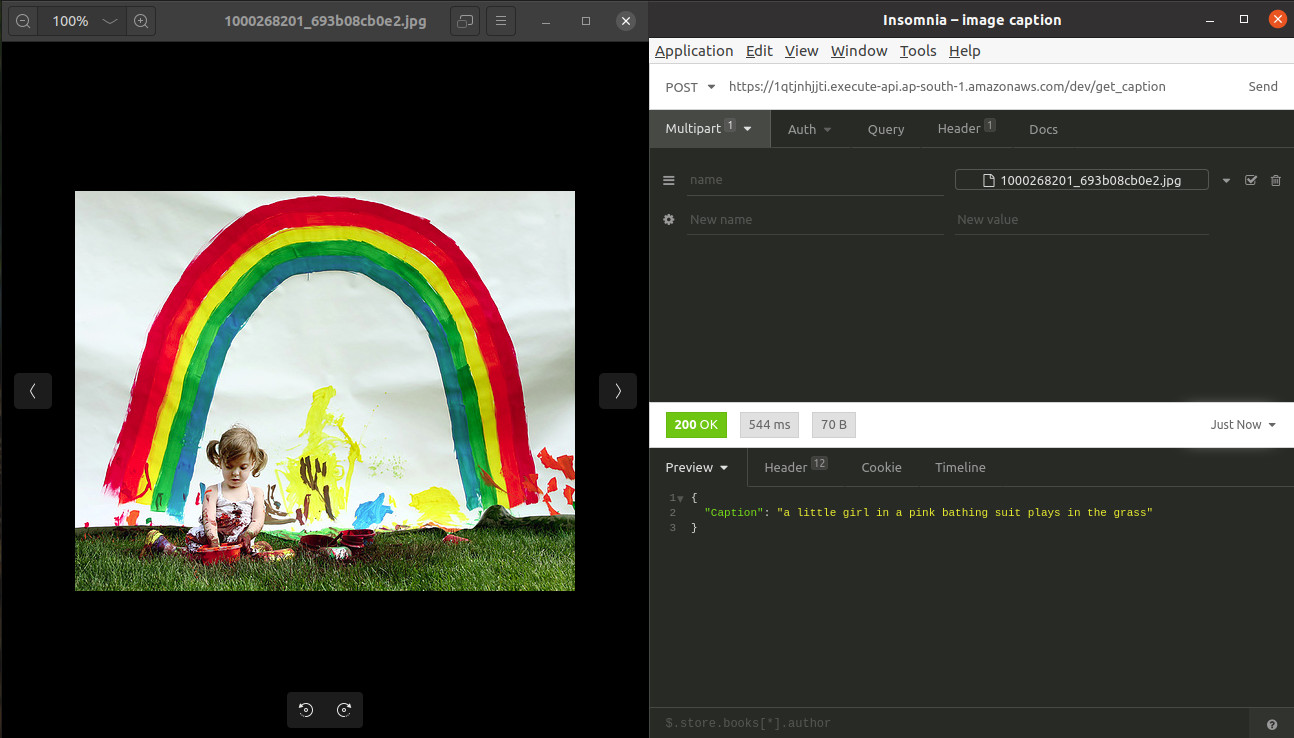 100%
1000268201_693b08cb0e2.jpg
Insomnia – image caption
Application Edit View Window Tools Help
POST https://1qtjnhjjti.execute-api.ap-south-1.amazonaws.com/dev/get_caption Send
Multipart 1 Auth Query Header 1 Docs
name 1000268201_693b08cb0e2.jpg
New name New value
200 OK 544 ms 70 B Just Now
Preview Header 12 Cookie Timeline
1 {
2 "Caption": "a little girl in a pink bathing suit plays in the grass"
3 }
$.store.books[*].author